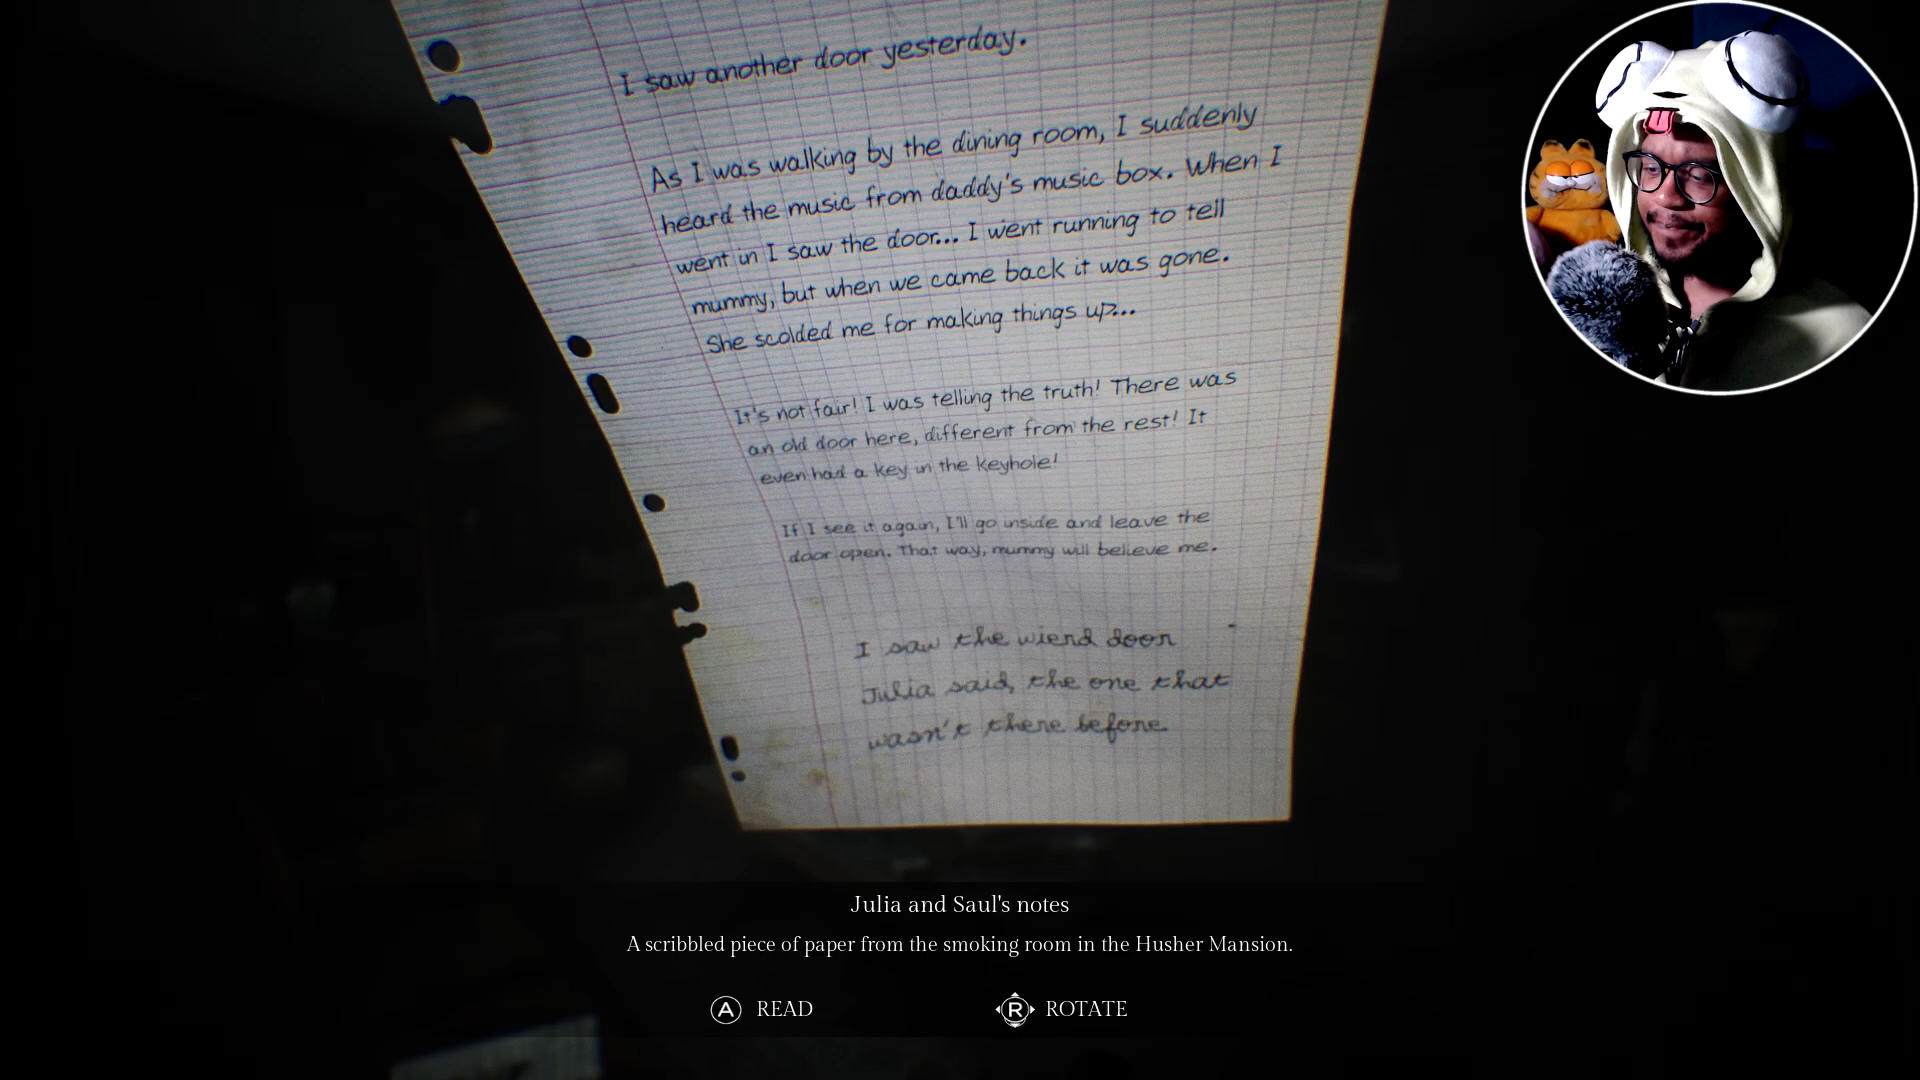 I saw another door yesterday.
As I was walking by the dining room, I suddenly
heard the music from daddy's music box. When I
went in I saw the door... I went running to tell
mummy, but when we came back it was gone.
She scolded me for making things up...
It's not fair! I was telling the truth! There was
an old door here, different from the rest! It
even had a key in the keyhole!
If I see it again, I'll go inside and leave the
door open. That way, mummy will believe me.
I saw the wierd door
Julia said, the one that
wasn't there before
Julia and Saul's notes
A scribbled piece of paper from the smoking room in the Husher Mansion.
A READ
R ROTATE